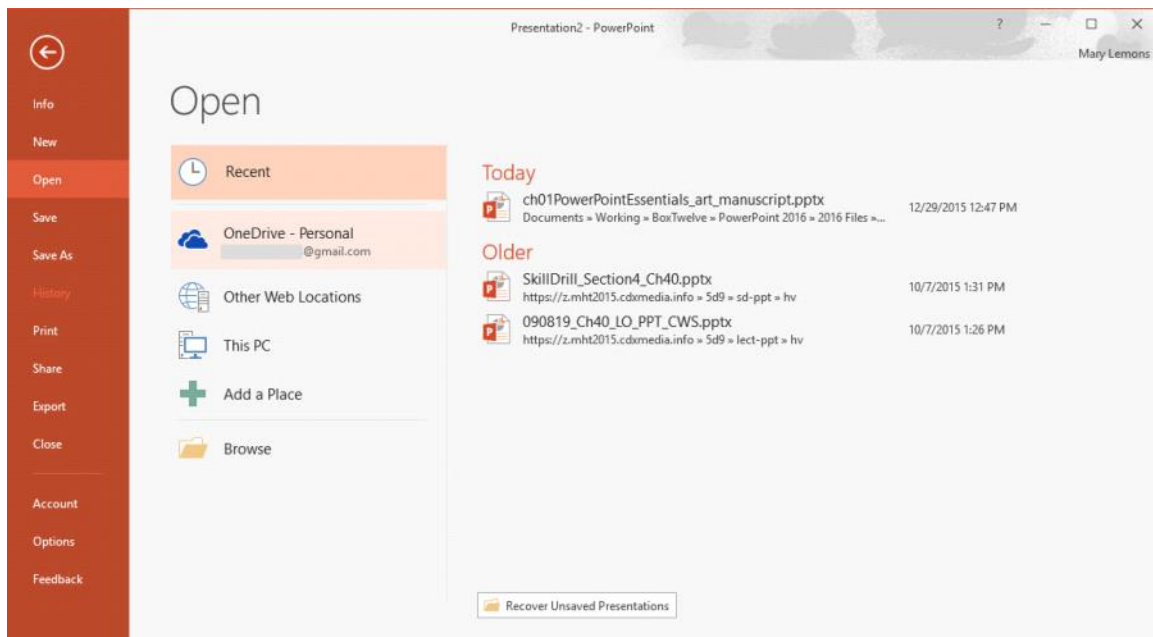 Presentation2 - PowerPoint
?
Mary Lemons
Info
New
Open
Save
Save As
History
Print
Share
Export
Close
Account
Options
Feedback
Open
Recent
OneDrive - Personal
@gmail.com
Other Web Locations
This PC
Add a Place
Browse
Today
ch01PowerPointEssentials_art_manuscript.pptx 12/29/2015 12:47 PM
Documents » Working » BoxTwelve » PowerPoint 2016 » 2016 Files »...
Older
SkillDrill_Section4_Ch40.pptx 10/7/2015 1:31 PM
https://z.mht2015.cdxmedia.info » 5d9 » sd-ppt » hv
090819_Ch40_LO_PPT_CWS.pptx 10/7/2015 1:26 PM
https://z.mht2015.cdxmedia.info » 5d9 » lect-ppt » hv
Recover Unsaved Presentations